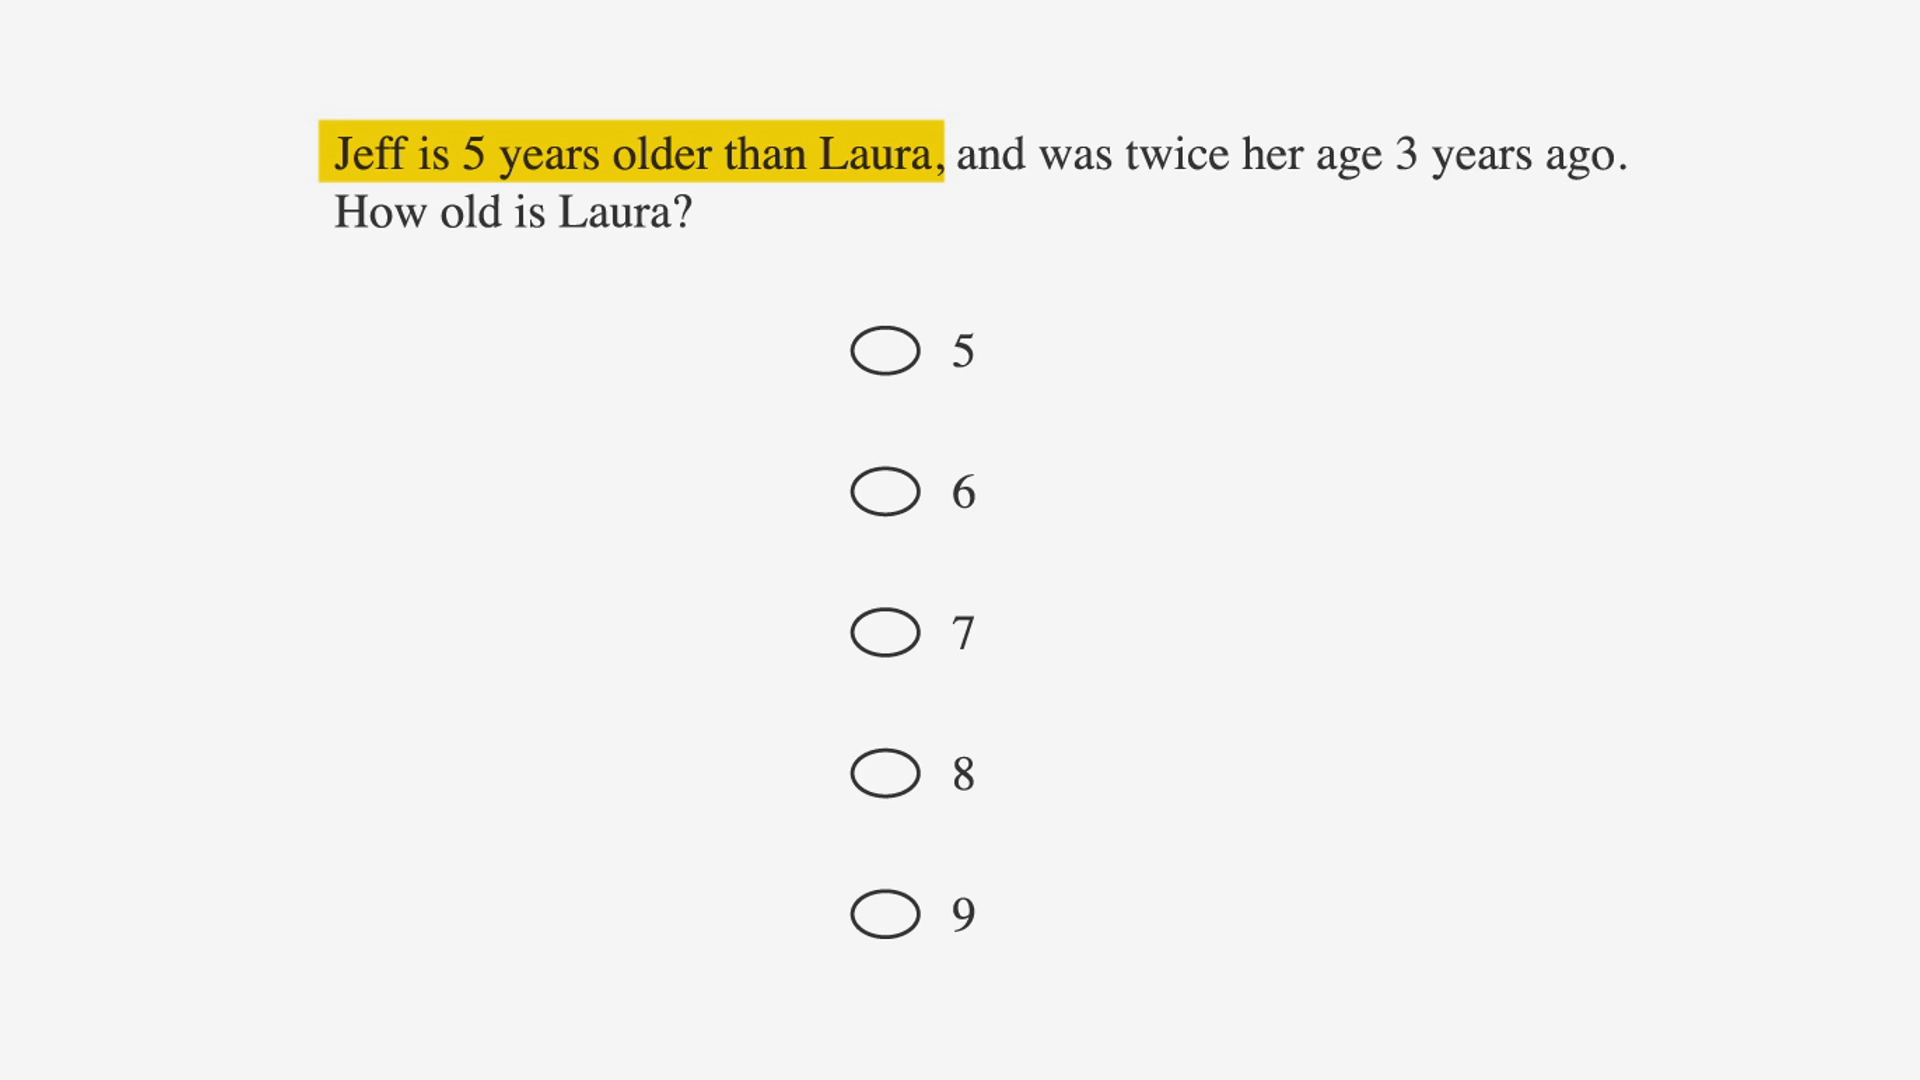 Jeff is 5 years older than Laura, and was twice her age 3 years ago.
How old is Laura?
5
6
7
8
9